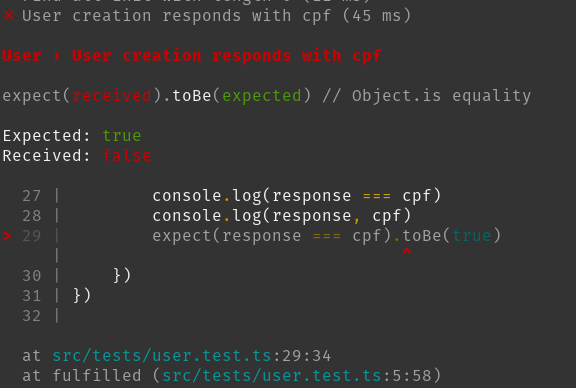 × User creation responds with cpf (45 ms)
User › User creation responds with cpf
expect(received).toBe(expected) // Object.is equality
Expected: true
Received: false
27 |         console.log(response === cpf)
28 |         console.log(response, cpf)
> 29 |         expect(response === cpf).toBe(true)
|                                  ^
30 |     })
31 | })
32 |
at src/tests/user.test.ts:29:34
at fulfilled (src/tests/user.test.ts:5:58)